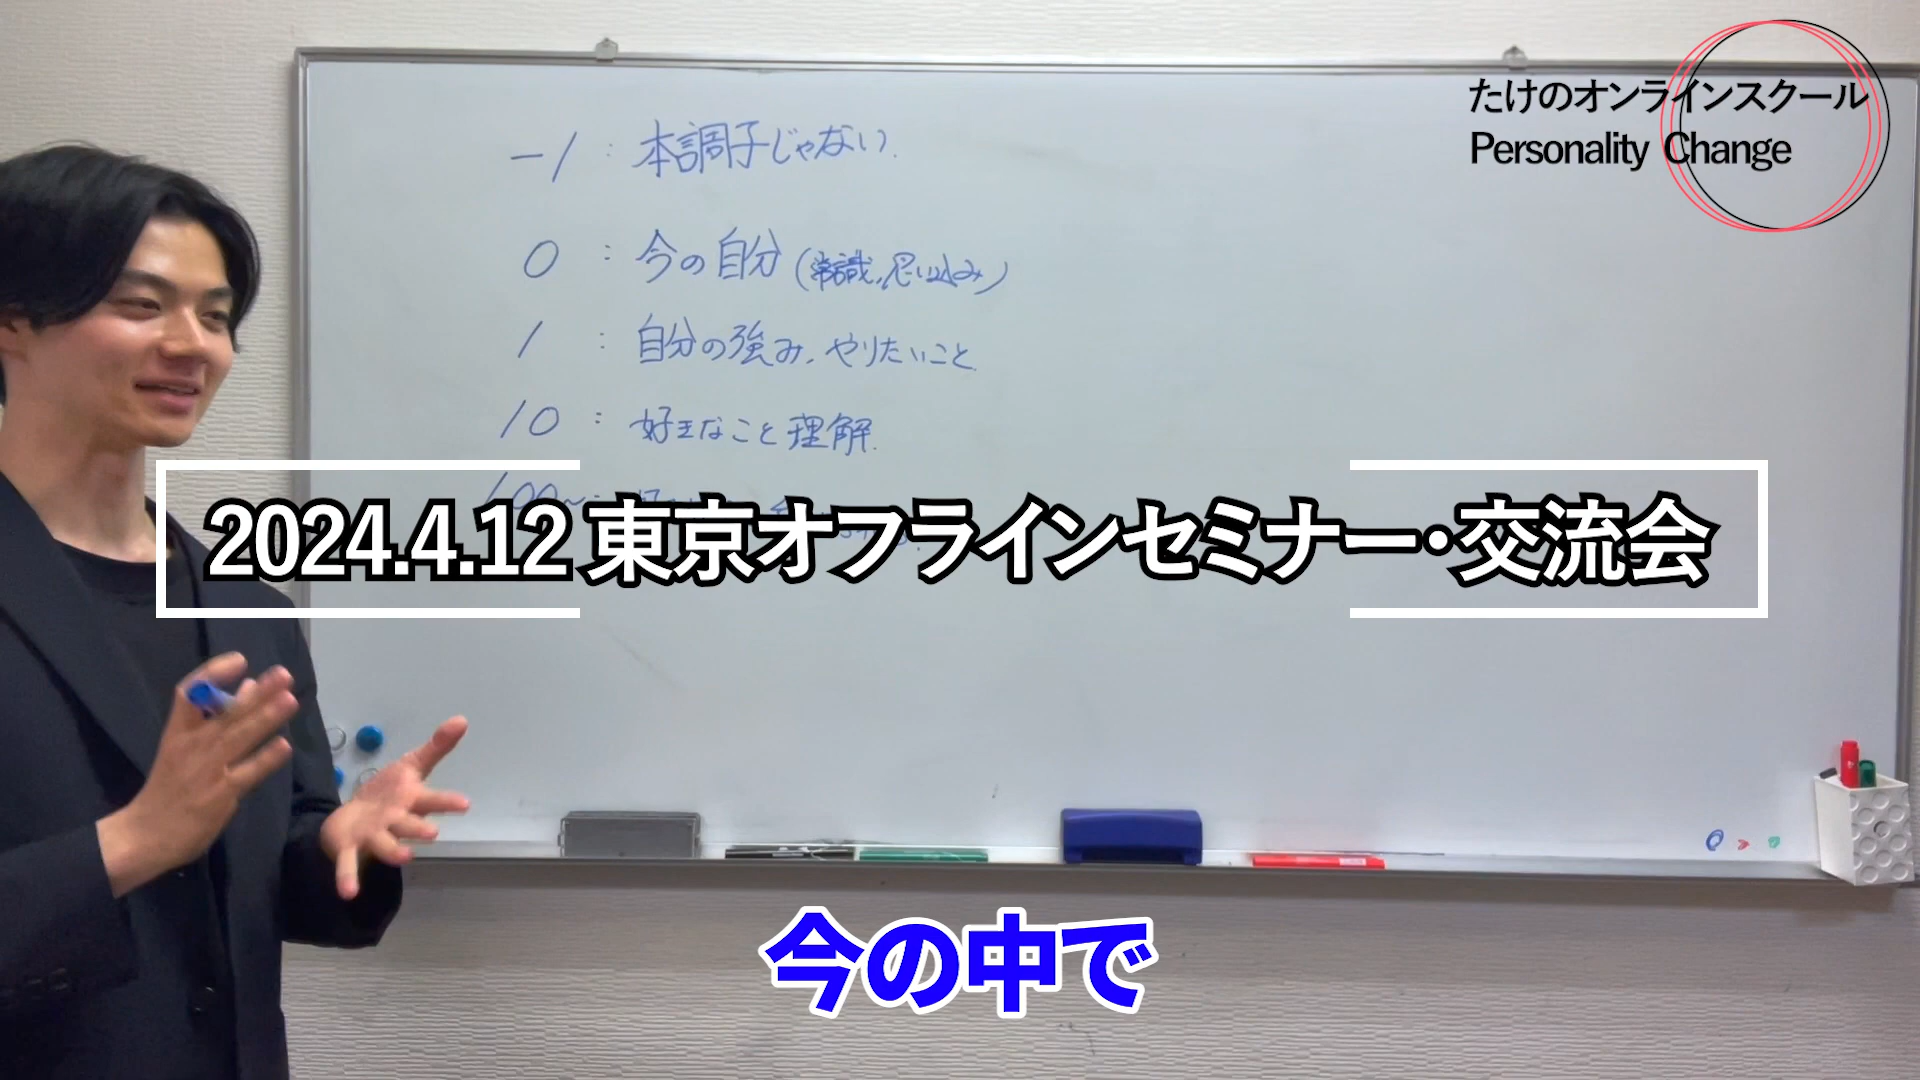 たけのオンラインスクール
Personality Change
-1 : 本調子じゃない.
0 : 今の自分 (常識, 思い込み)
1 : 自分の強み. やりたいこと.
10 : 好きなこと理解.
100~
2024.4.12 東京オフラインセミナー・交流会
今の中で